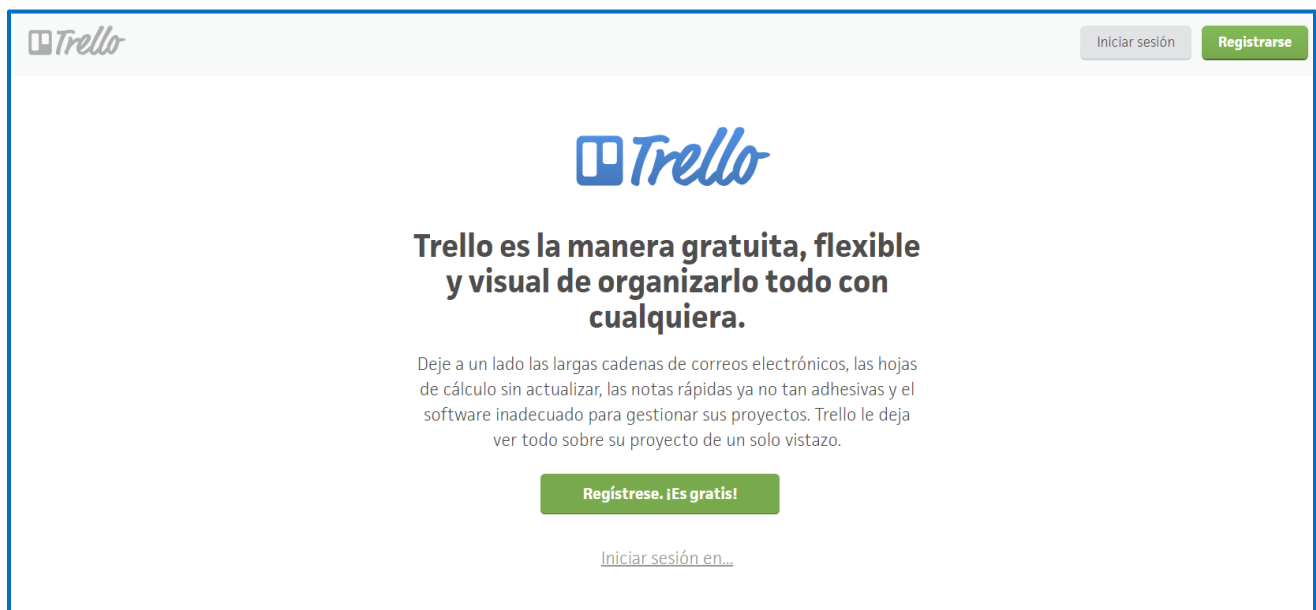 Trello
Iniciar sesión
Registrarse
Trello
Trello es la manera gratuita, flexible
y visual de organizarlo todo con
cualquiera.
Deje a un lado las largas cadenas de correos electrónicos, las hojas
de cálculo sin actualizar, las notas rápidas ya no tan adhesivas y el
software inadecuado para gestionar sus proyectos. Trello le deja
ver todo sobre su proyecto de un solo vistazo.
Regístrese. ¡Es gratis!
Iniciar sesión en...